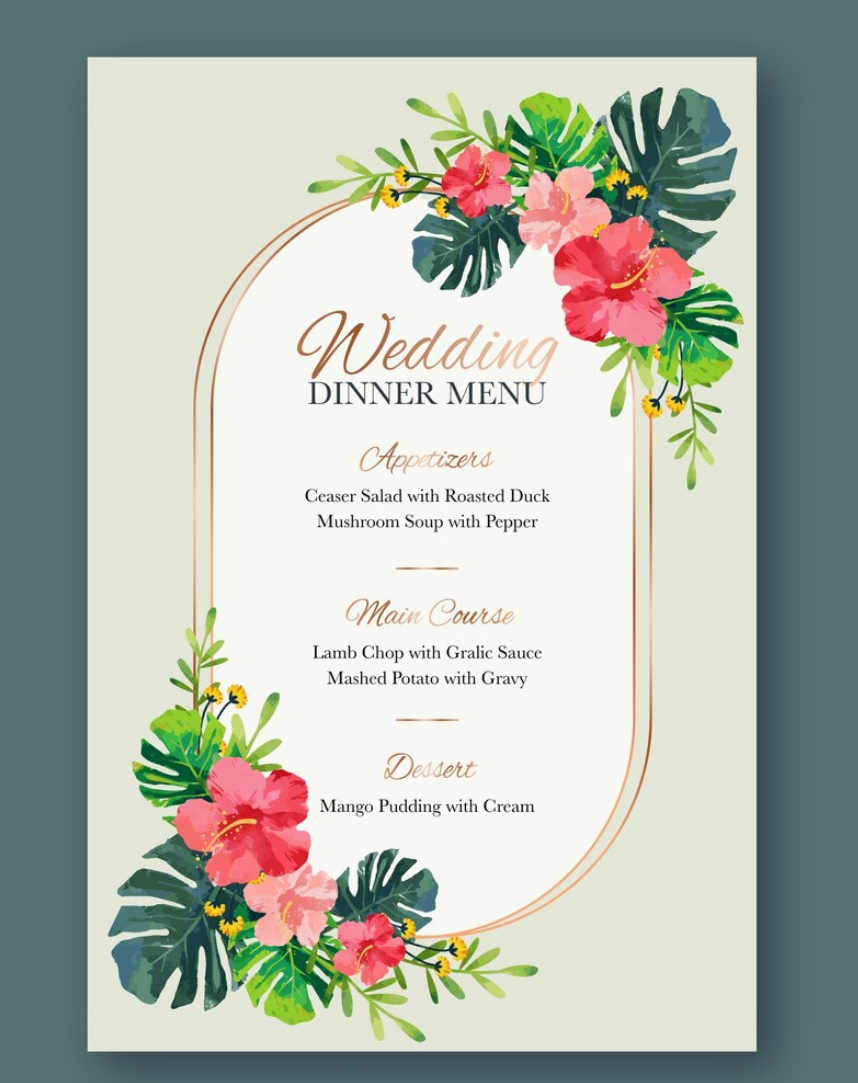 Wedding
DINNER MENU
Appetizers
Ceaser Salad with Roasted Duck
Mushroom Soup with Pepper
Main Course
Lamb Chop with Gralic Sauce
Mashed Potato with Gravy
Dessert
Mango Pudding with Cream